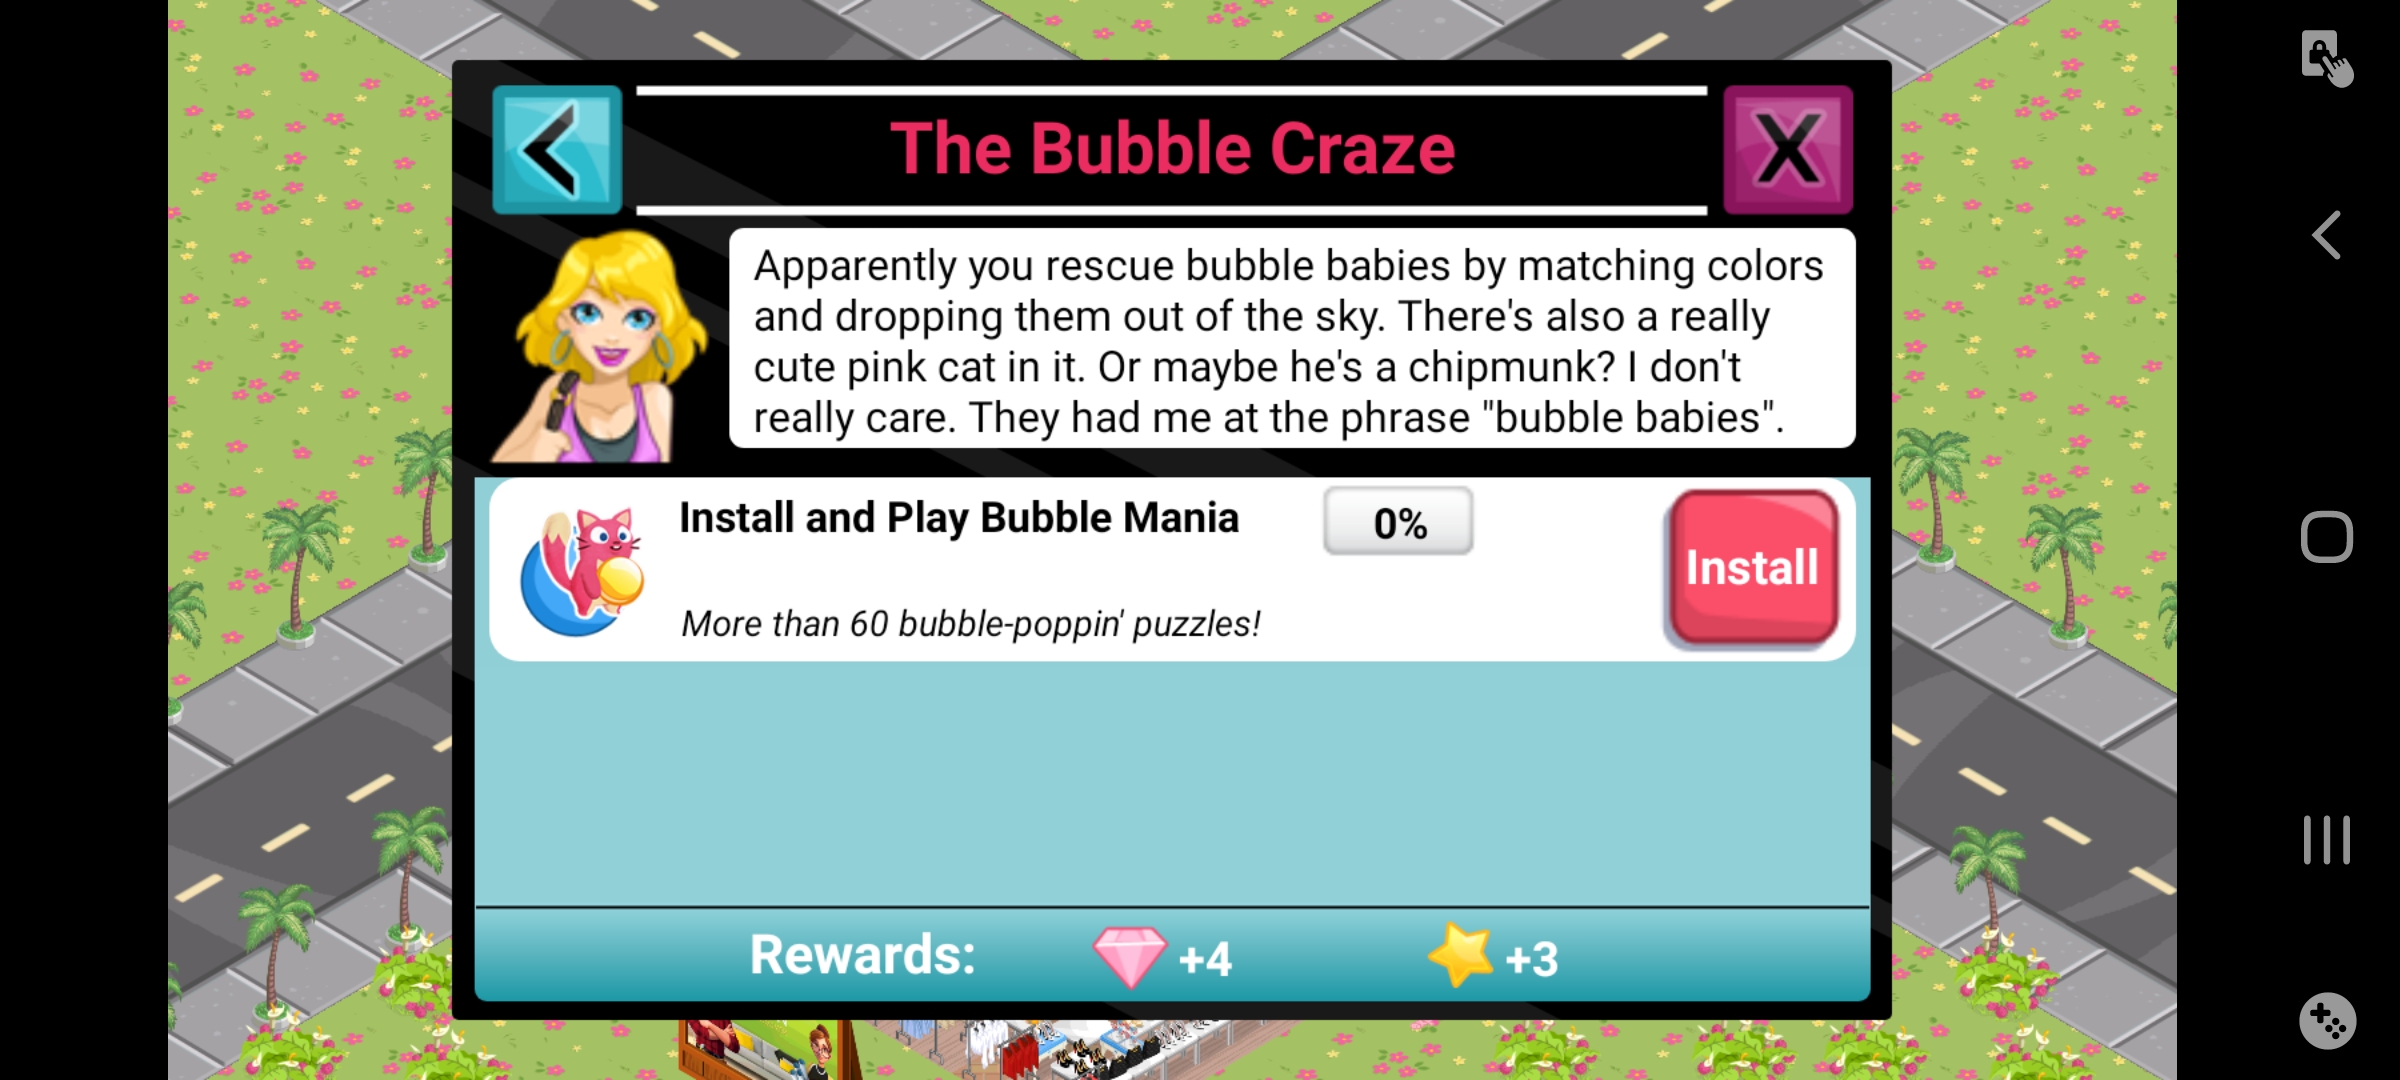 The Bubble Craze
X
Apparently you rescue bubble babies by matching colors
and dropping them out of the sky. There's also a really
cute pink cat in it. Or maybe he's a chipmunk? I don't
really care. They had me at the phrase "bubble babies".
Install and Play Bubble Mania
0%
Install
More than 60 bubble-poppin' puzzles!
Rewards:
+4
+3